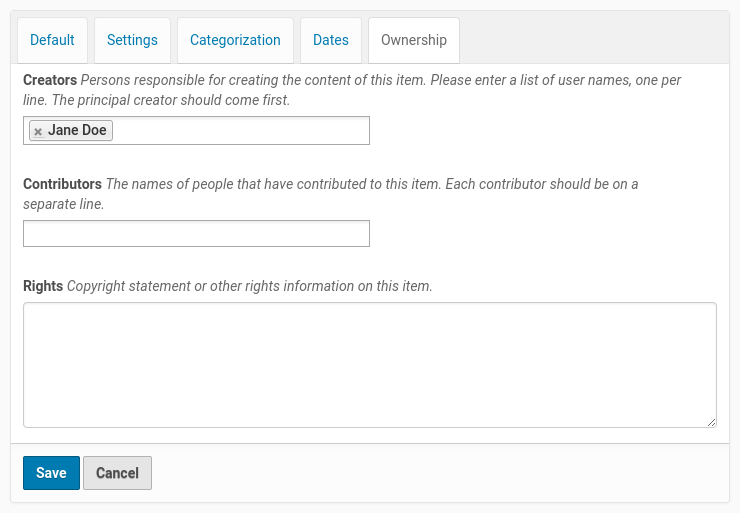 Default Settings Categorization Dates Ownership
Creators Persons responsible for creating the content of this item. Please enter a list of user names, one per
line. The principal creator should come first.
× Jane Doe
Contributors The names of people that have contributed to this item. Each contributor should be on a
separate line.
Rights Copyright statement or other rights information on this item.
Save Cancel